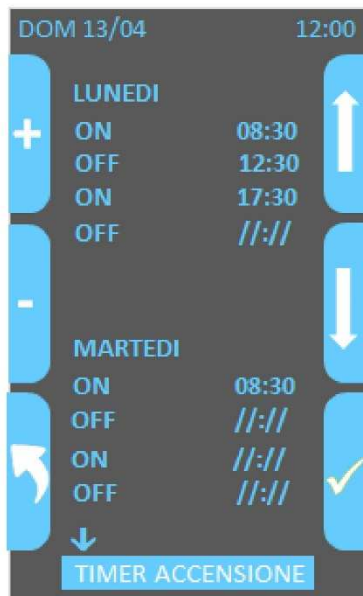 DOM 13/04 12:00
LUNEDI
+
ON 08:30
OFF 12:30
ON 17:30
OFF //://
-
MARTEDI
ON 08:30
OFF //://
ON //://
OFF //://
TIMER ACCENSIONE